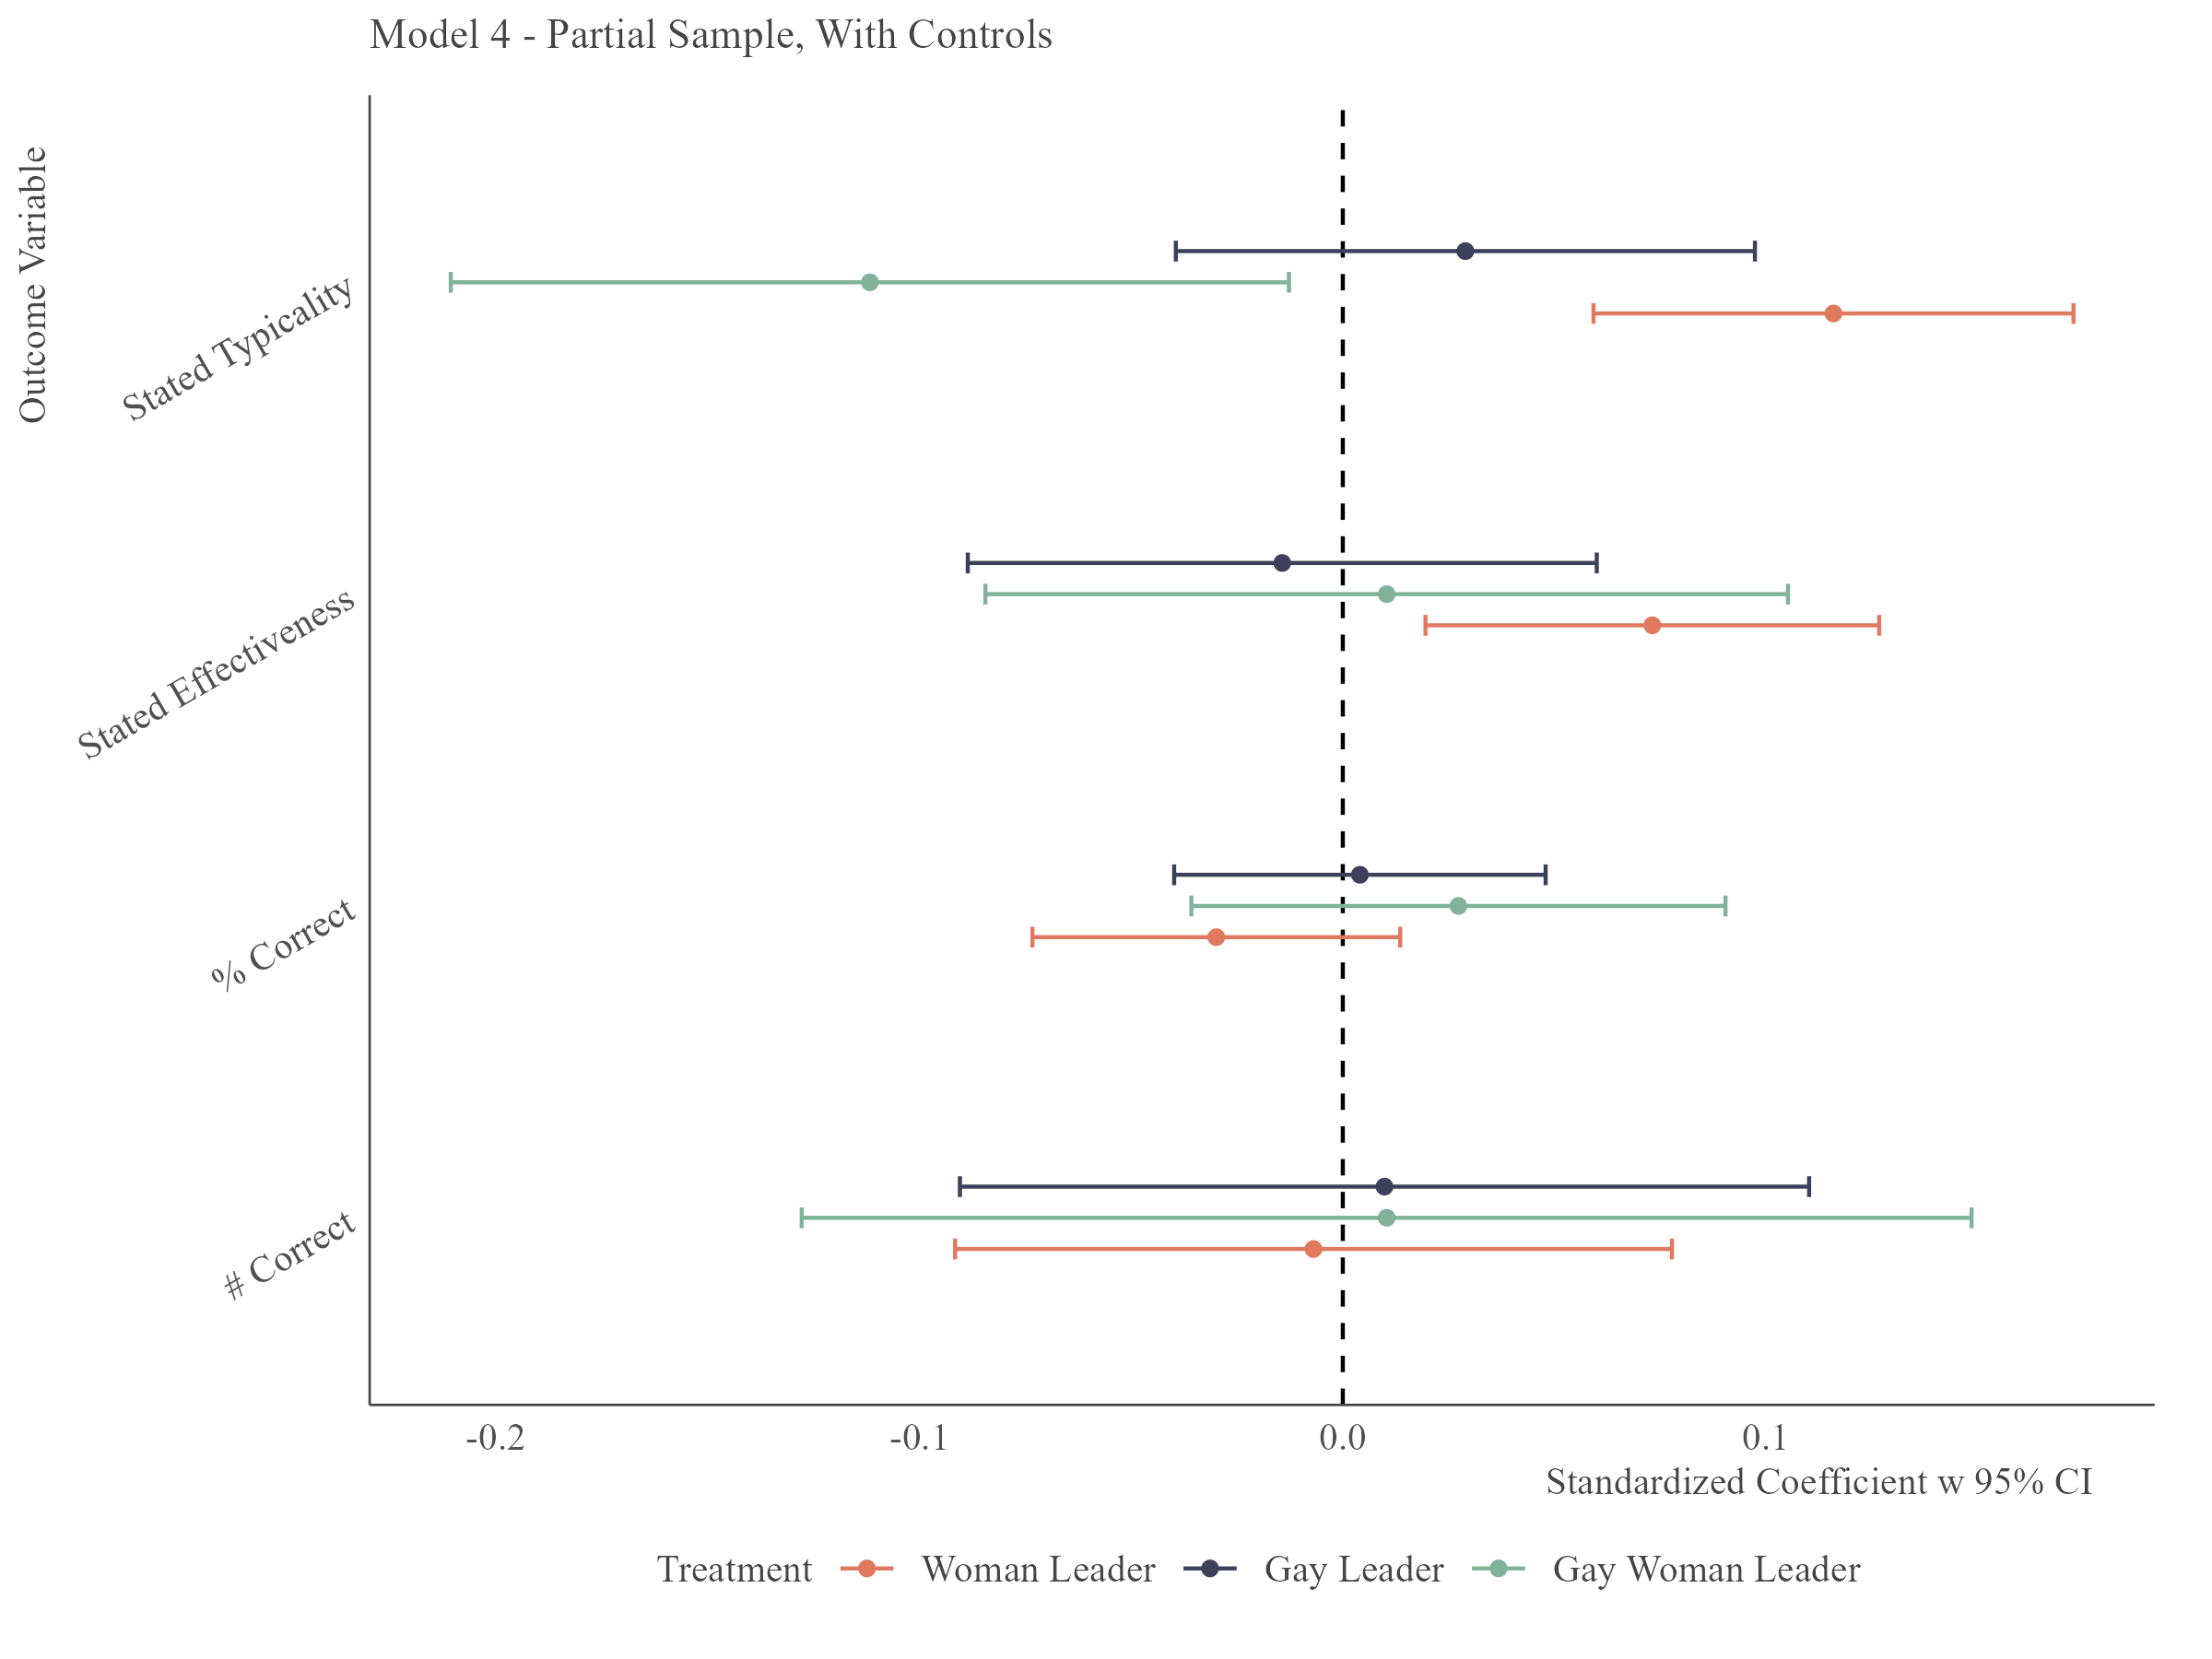 Model 4 - Partial Sample, With Controls
Outcome Variable
Stated Typicality
Stated Effectiveness
% Correct
# Correct
-0.2 -0.1 0.0 0.1
Standardized Coefficient w 95% CI
Treatment Woman Leader Gay Leader Gay Woman Leader